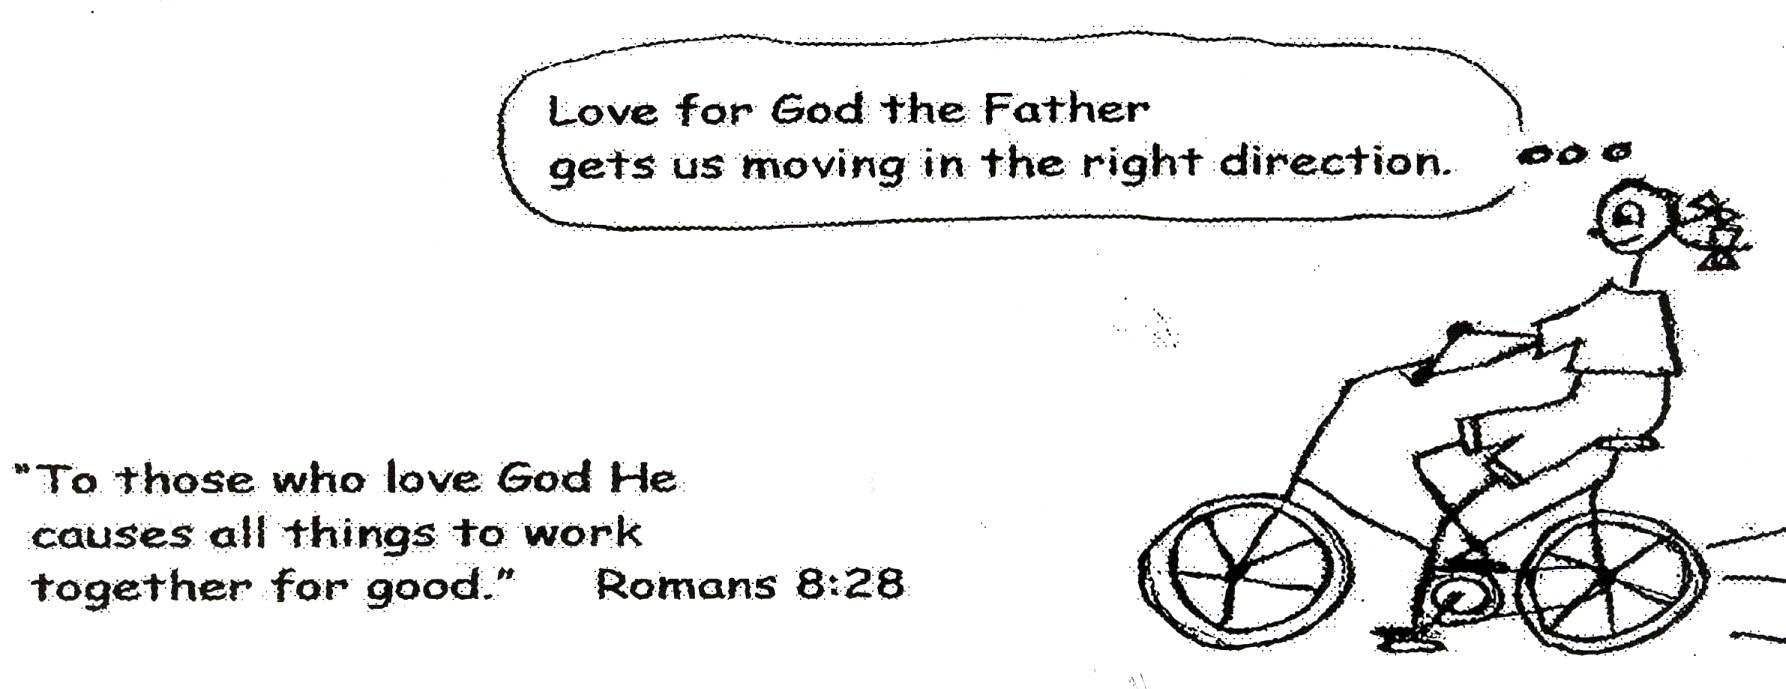 Love for God the Father
gets us moving in the right direction.
"To those who love God He
causes all things to work
together for good." Romans 8:28